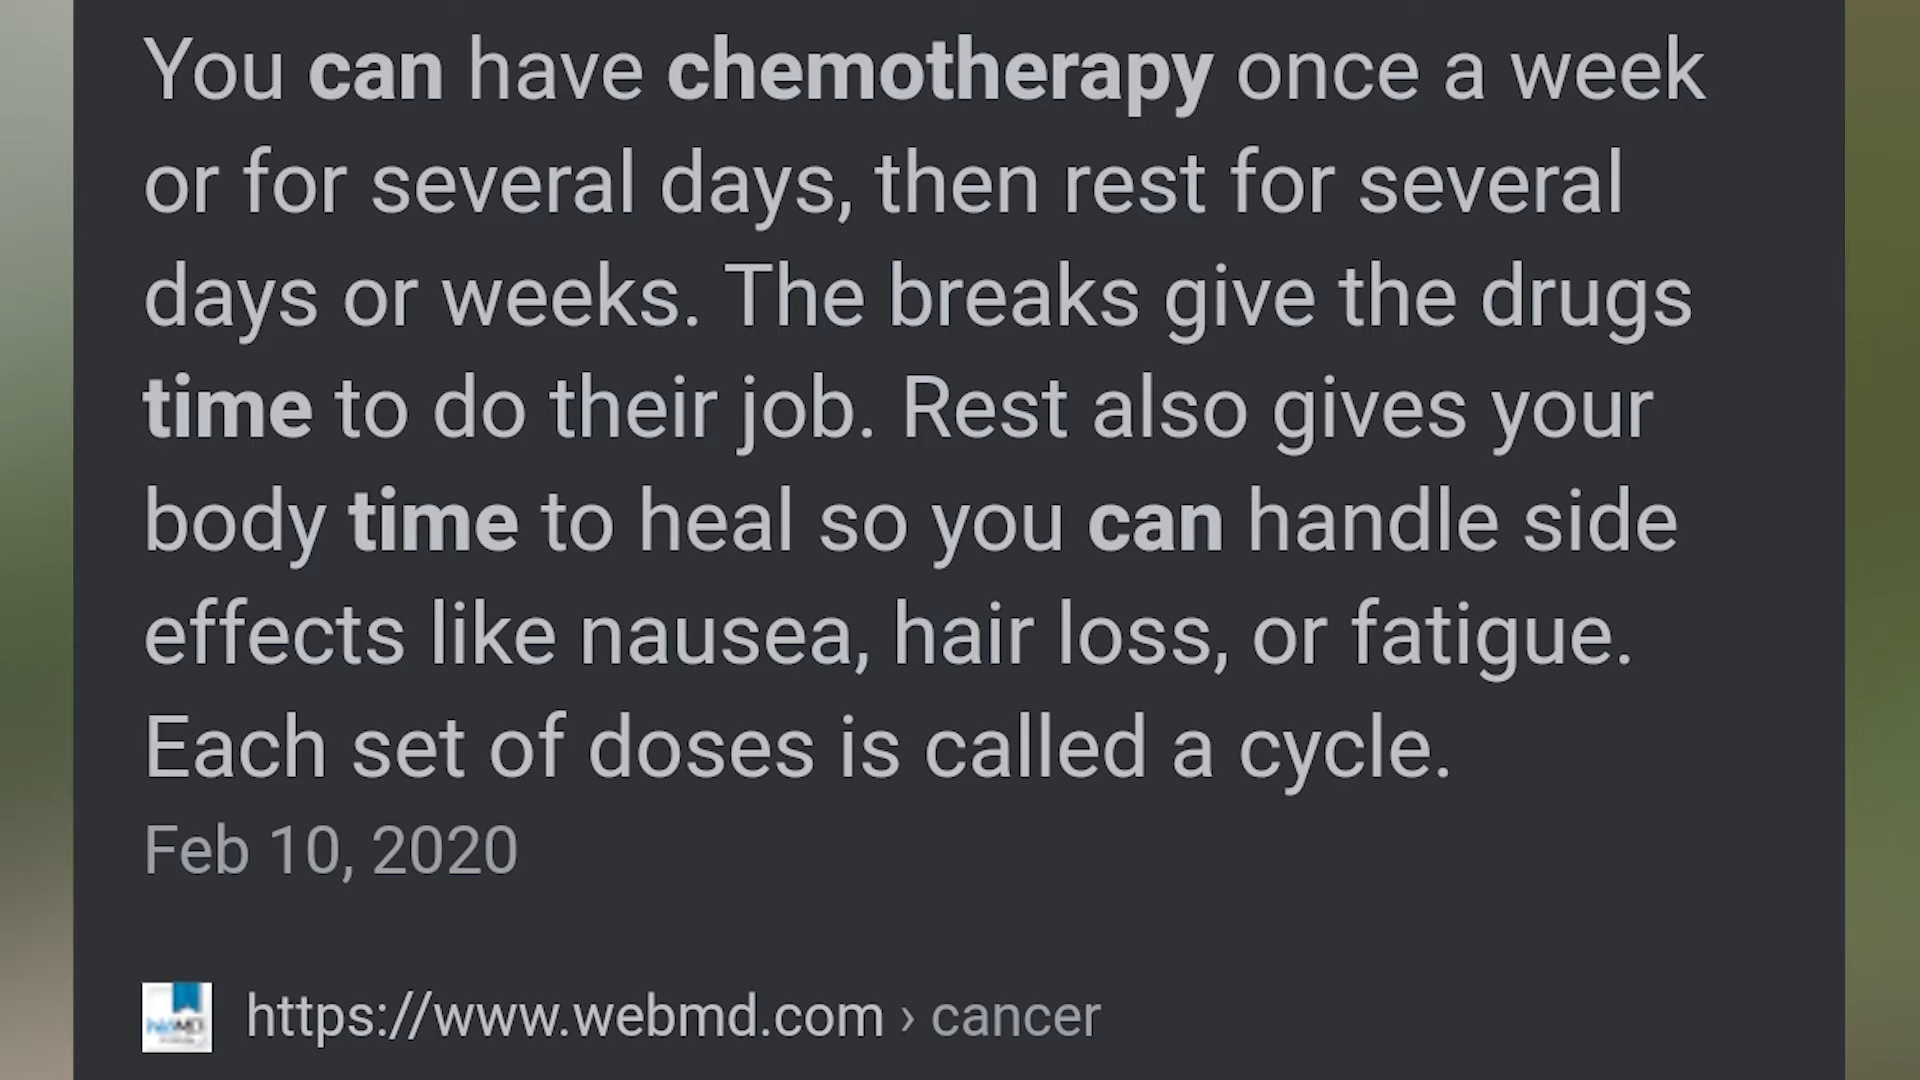 You can have chemotherapy once a week
or for several days, then rest for several
days or weeks. The breaks give the drugs
time to do their job. Rest also gives your
body time to heal so you can handle side
effects like nausea, hair loss, or fatigue.
Each set of doses is called a cycle.
Feb 10, 2020
https://www.webmd.com › cancer